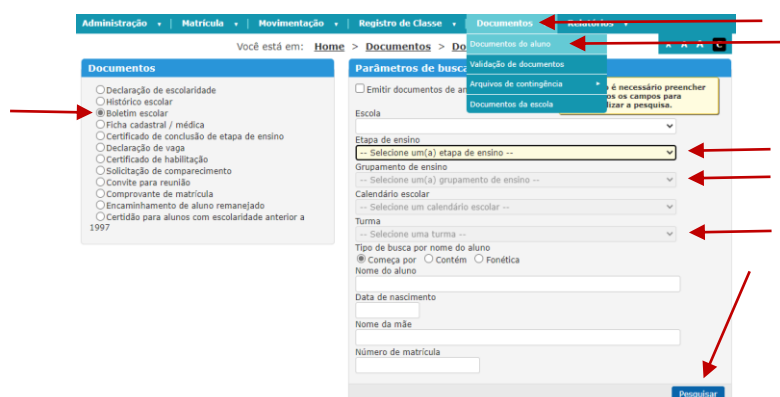 Administração | Matrícula | Movimentação | Registro de Classe | Documentos | Relatórios
Você está em: Home > Documentos > Do
A A A C
Documentos do aluno
Validação de documentos
Arquivos de contingência
Documentos da escola
Documentos
Declaração de escolaridade
Histórico escolar
Boletim escolar
Ficha cadastral / médica
Certificado de conclusão de etapa de ensino
Declaração de vaga
Certificado de habilitação
Solicitação de comparecimento
Convite para reunião
Comprovante de matrícula
Encaminhamento de aluno remanejado
Certidão para alunos com escolaridade anterior a
1997
Parâmetros de busca
Emitir documentos de an
é necessário preencher
os os campos para
lizar a pesquisa.
Escola
Etapa de ensino
-- Selecione um(a) etapa de ensino --
Grupamento de ensino
-- Selecione um(a) grupamento de ensino --
Calendário escolar
-- Selecione um calendário escolar --
Turma
-- Selecione uma turma --
Tipo de busca por nome do aluno
Começa por Contém Fonética
Nome do aluno
Data de nascimento
Nome da mãe
Número de matrícula
Pesquisar